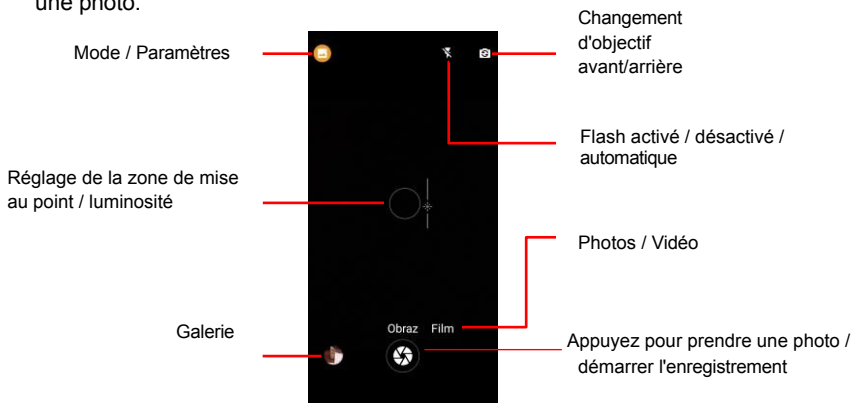 une photo.
Mode / Paramètres
Changement
d'objectif
avant/arrière
Flash activé / désactivé /
automatique
Réglage de la zone de mise
au point / luminosité
Photos / Vidéo
Galerie
Obraz Film
Appuyez pour prendre une photo /
démarrer l'enregistrement